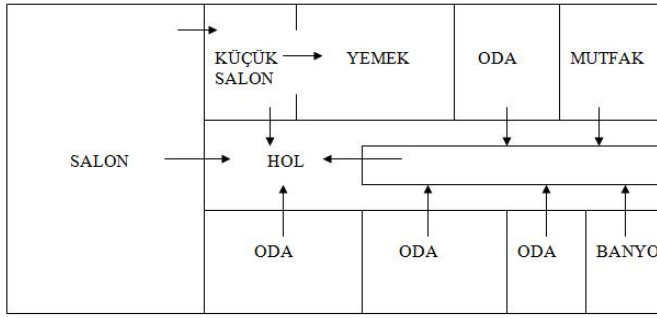 KÜÇÜK
SALON
YEMEK
ODA
MUTFAK
SALON
HOL
ODA
ODA
ODA
BANYO